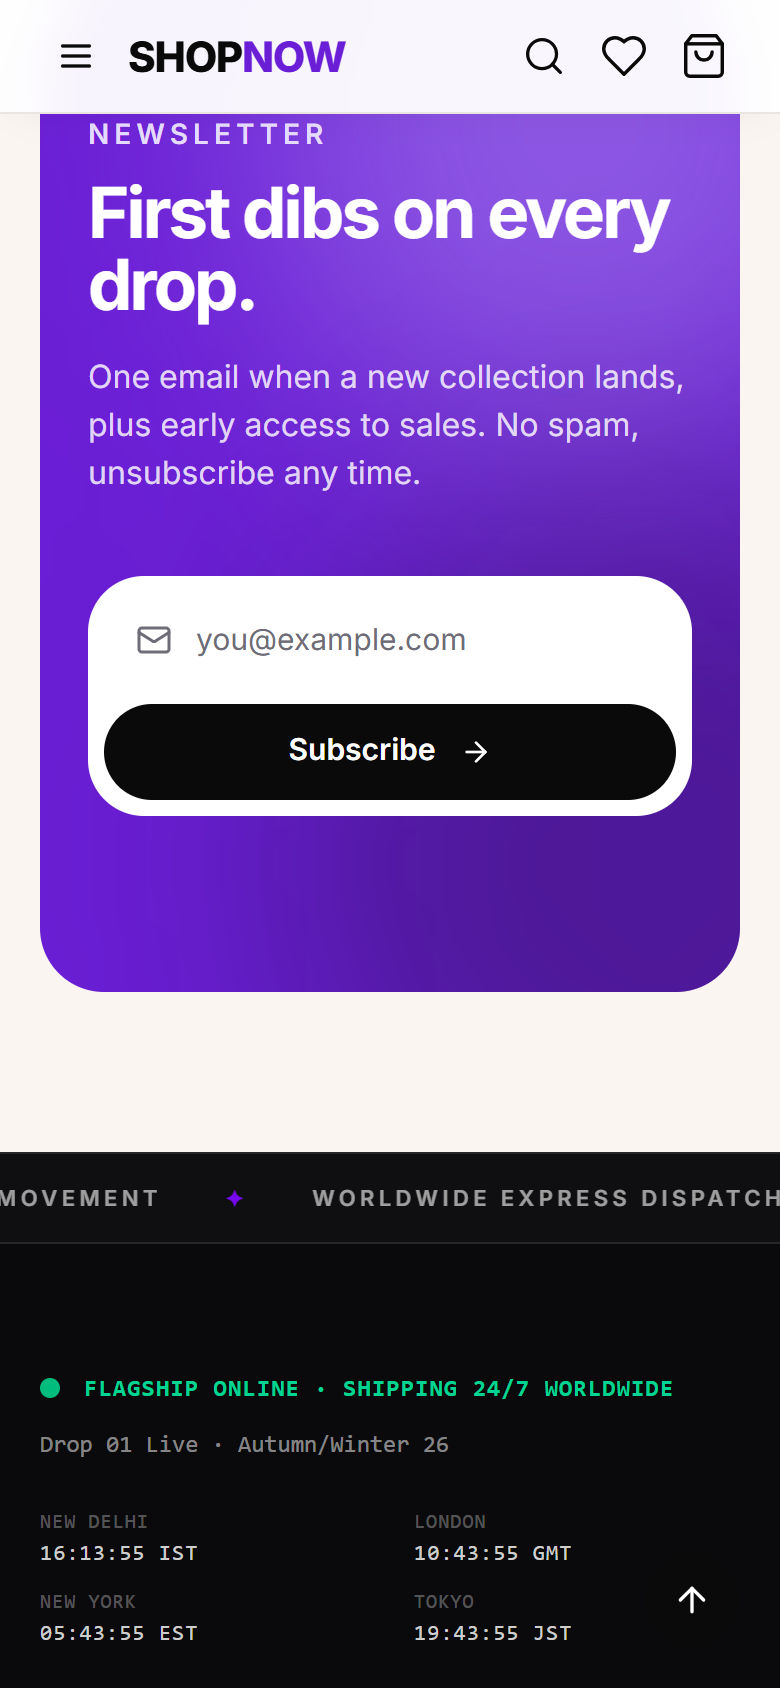 SHOPNOW
NEWSLETTER
First dibs on every
drop.
One email when a new collection lands,
plus early access to sales. No spam,
unsubscribe any time.
you@example.com
Subscribe →
MOVEMENT ✦ WORLDWIDE EXPRESS DISPATCH
FLAGSHIP ONLINE · SHIPPING 24/7 WORLDWIDE
Drop 01 Live · Autumn/Winter 26
NEW DELHI
16:13:55 IST
LONDON
10:43:55 GMT
NEW YORK
05:43:55 EST
TOKYO
19:43:55 JST